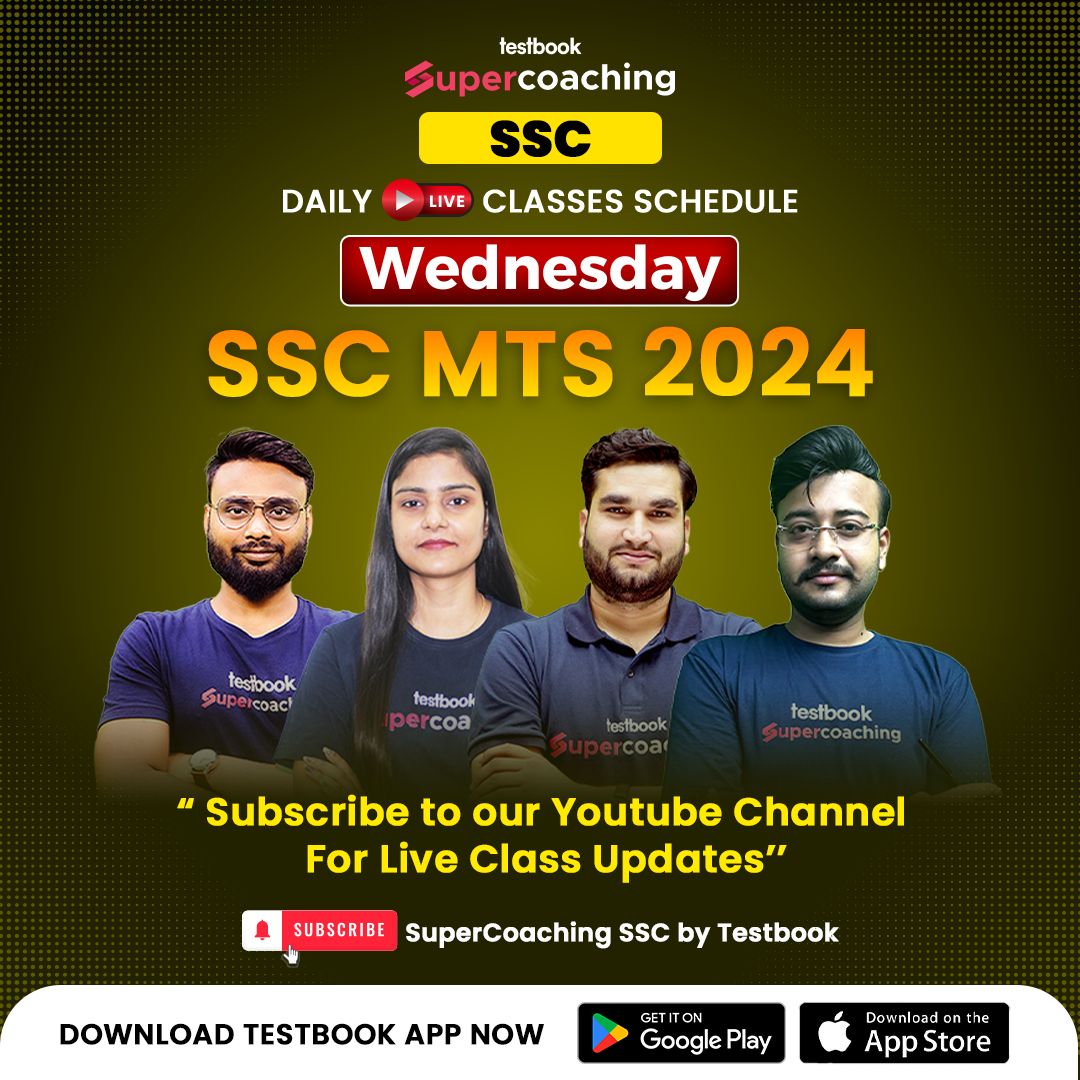 testbook
Supercoaching
SSC
DAILY LIVE CLASSES SCHEDULE
Wednesday
SSC MTS 2024
testbook
Supercoac
testbook
percoa
testbook
Supercoac
testbook
Supercoaching
“ Subscribe to our Youtube Channel
For Live Class Updates’’
SUBSCRIBE SuperCoaching SSC by Testbook
DOWNLOAD TESTBOOK APP NOW
GET IT ON
Google Play
Download on the
App Store